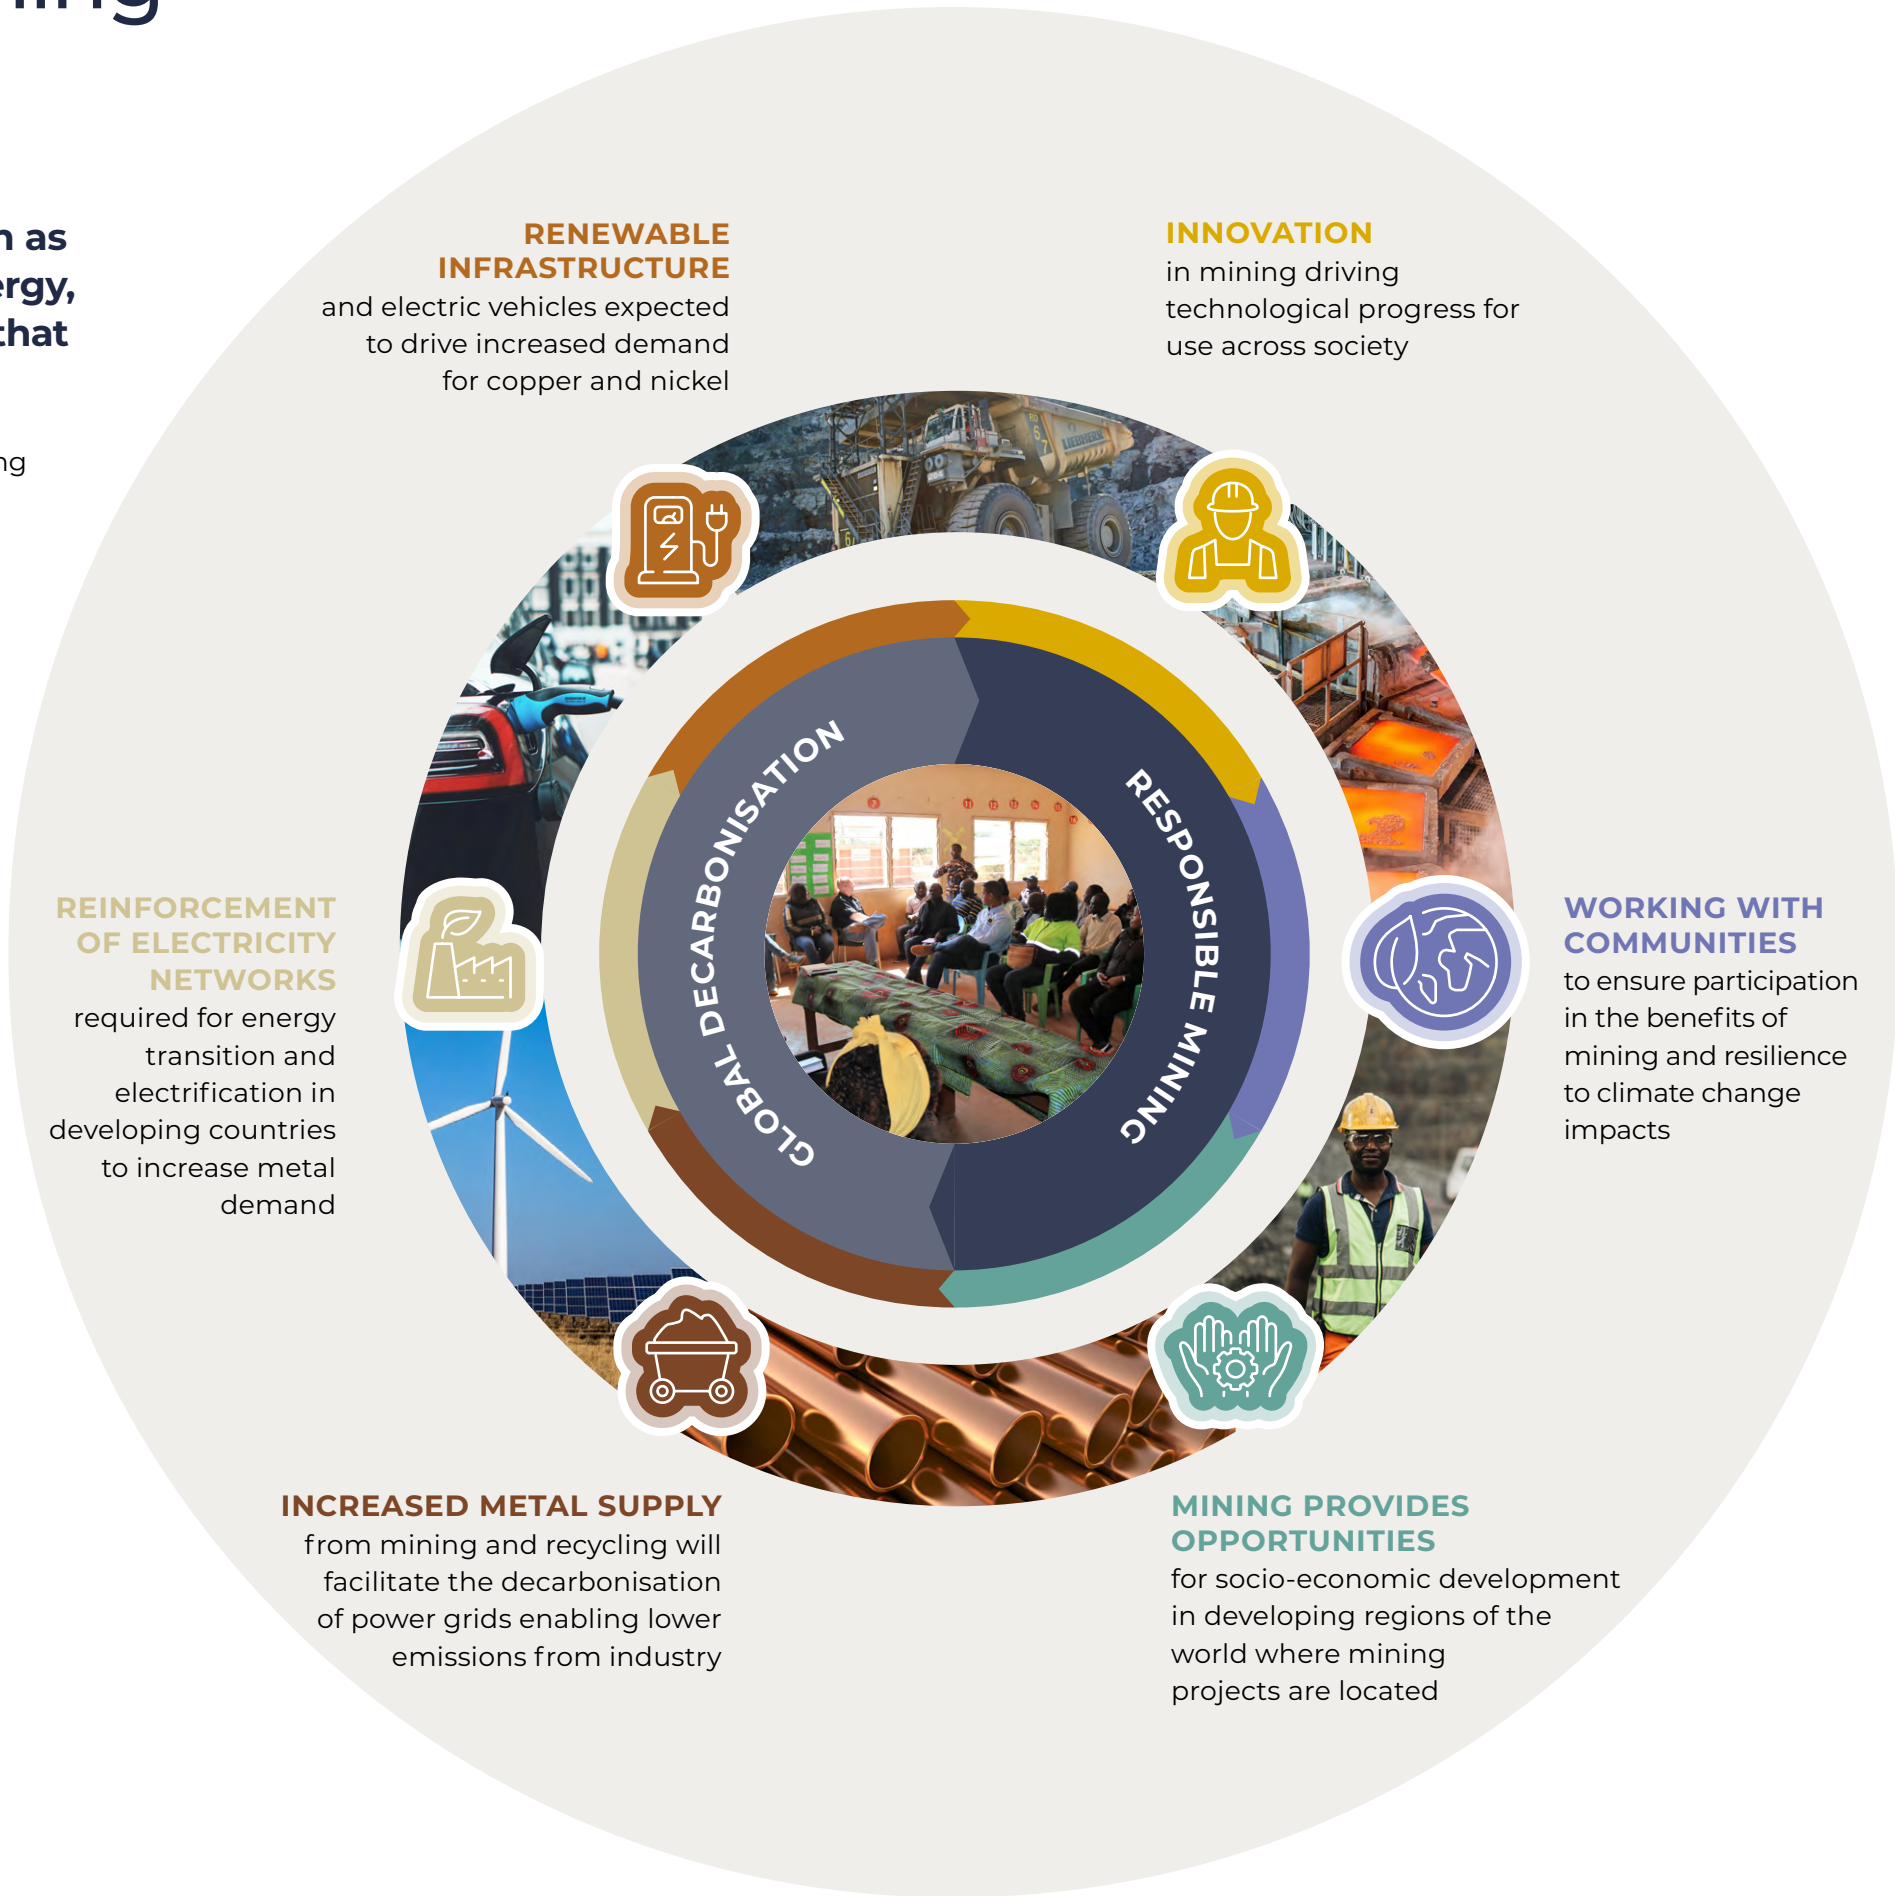 n as
that
RENEWABLE
INFRASTRUCTURE
and electric vehicles expected
to drive increased demand
for copper and nickel
INNOVATION
in mining driving
technological progress for
use across society
LIEBHERR
GLOBAL DECARBONISATION
RESPONSIBLE MINING
REINFORCEMENT
OF ELECTRICITY
NETWORKS
required for energy
transition and
electrification in
developing countries
to increase metal
demand
WORKING WITH
COMMUNITIES
to ensure participation
in the benefits of
mining and resilience
to climate change
impacts
INCREASED METAL SUPPLY
from mining and recycling will
facilitate the decarbonisation
of power grids enabling lower
emissions from industry
MINING PROVIDES
OPPORTUNITIES
for socio-economic development
in developing regions of the
world where mining
projects are located